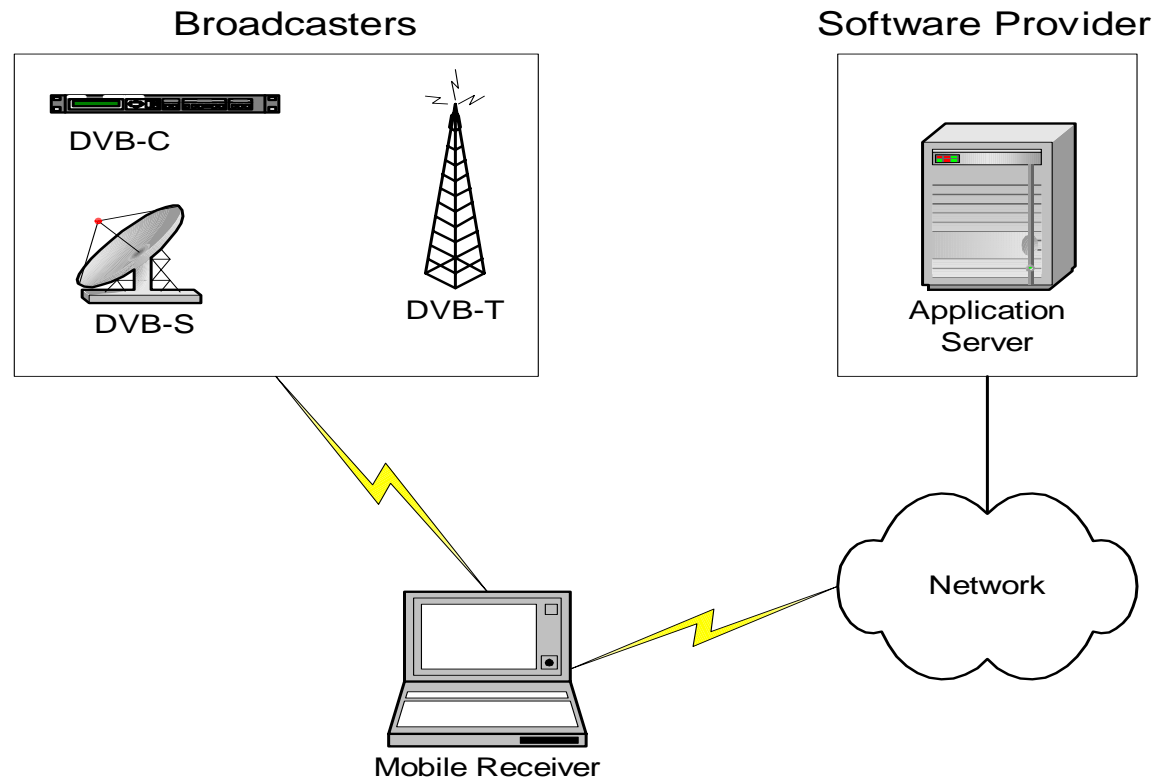 Broadcasters
Software Provider
DVB-C
DVB-S
DVB-T
Application
Server
Network
Mobile Receiver